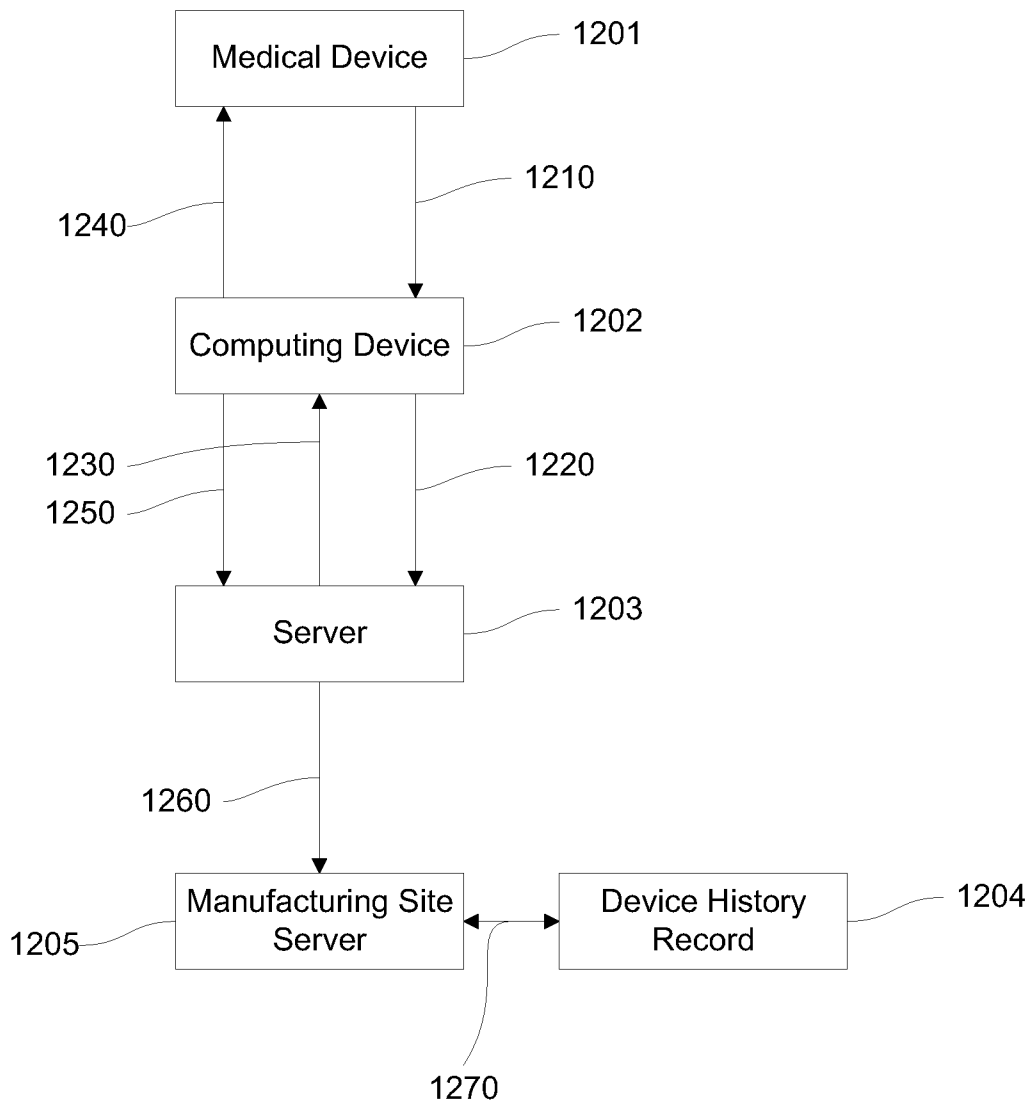 Medical Device
1201
1210
1240
Computing Device
1202
1230
1220
1250
Server
1203
1260
Manufacturing Site
Server
1205
Device History
Record
1204
1270